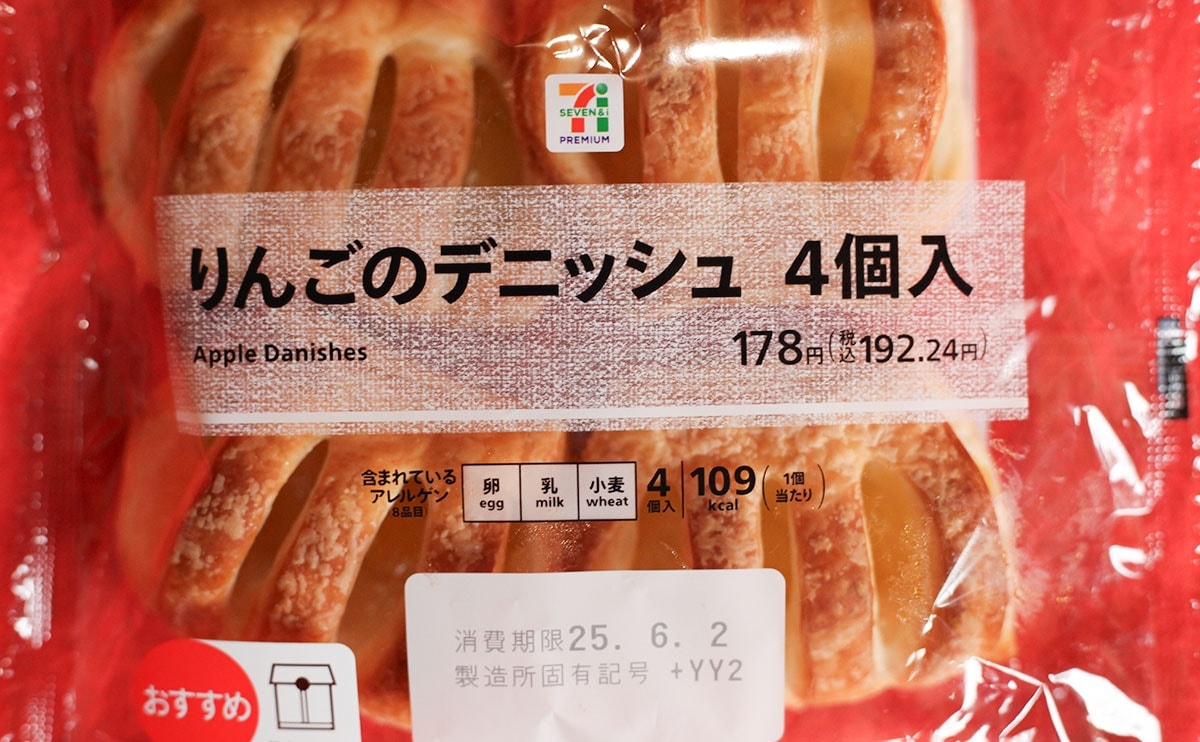 SEVEN&i
PREMIUM
りんごのデニッシュ 4個入
Apple Danishes
178円(税込192.24円)
含まれている
アレルゲン
8品目
卵 乳 小麦
egg milk wheat
4個入
109kcal(1個当たり)
消費期限25. 6. 2
製造所固有記号 +YY2
おすすめ